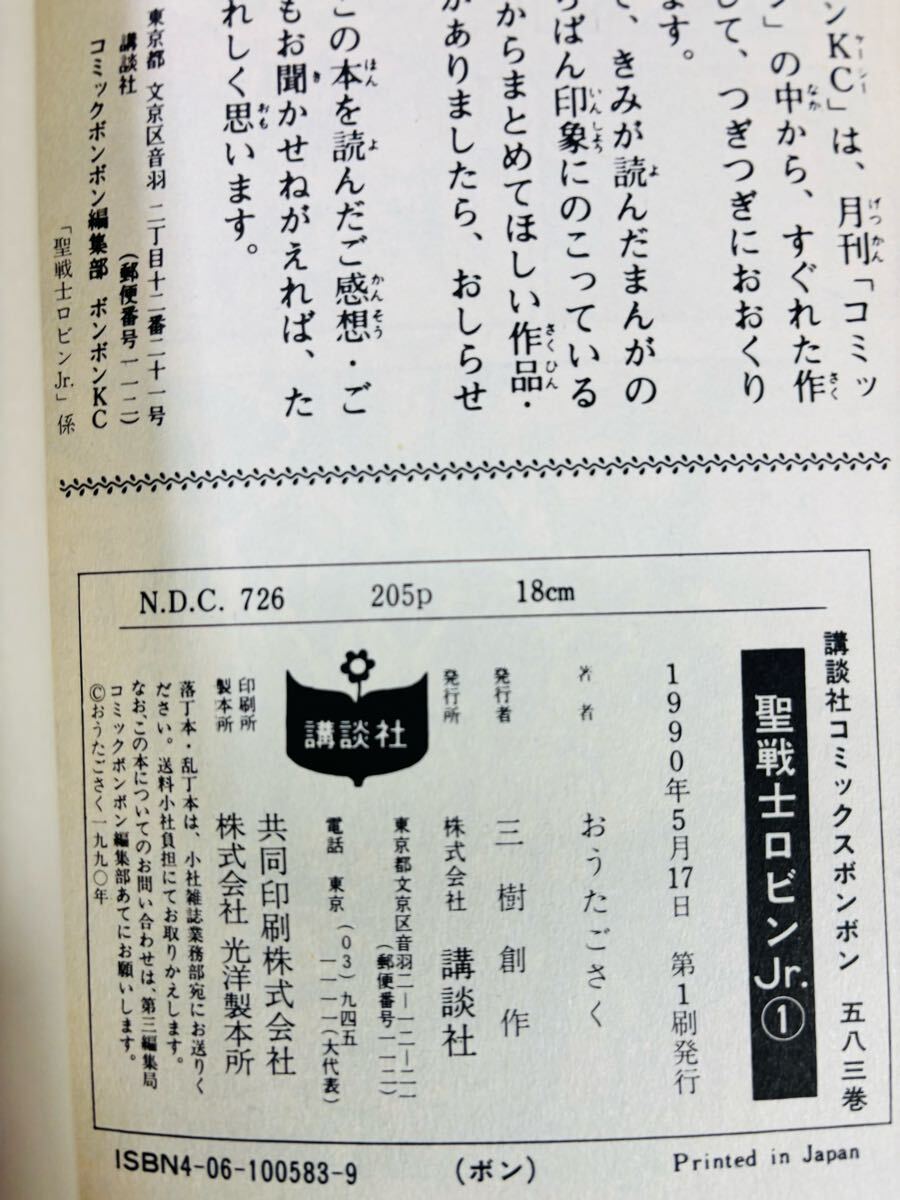 ンKC」は、月刊「コミッ
」の中から、すぐれた作
して、つぎつぎにおおくり
ます。
て、きみが読んだまんがの
ちばん印象にのこっている
からまとめてほしい作品・
がありましたら、おしらせ
この本を読んだご感想・ご
もお聞かせねがえれば、た
れしく思います。
東京都 文京区音羽 二丁目十二番二十一号
講談社 (郵便番号一一二)
コミックボンボン編集部 ボンボンKC
「聖戦士ロビンJr.」係
N.D.C. 726 205p 18cm
講談社コミックスボンボン 五八三巻
聖戦士ロビンJr.①
1990年5月17日 第1刷発行
著者 おうたごさく
発行者 三樹創作
発行所 株式会社 講談社
東京都文京区音羽二―一二―二一
(郵便番号一一二)
電話 東京 (03) 九四五
一一一一(大代表)
講談社
印刷所 共同印刷株式会社
製本所 株式会社 光洋製本所
落丁本・乱丁本は、小社雑誌業務部宛にお送りく
ださい。送料小社負担にてお取りかえします。
なお、この本についてのお問い合わせは、第三編集局
コミックボンボン編集部あてにお願いします。
©おうたごさく一九九〇年
ISBN4-06-100583-9 (ボン) Printed in Japan